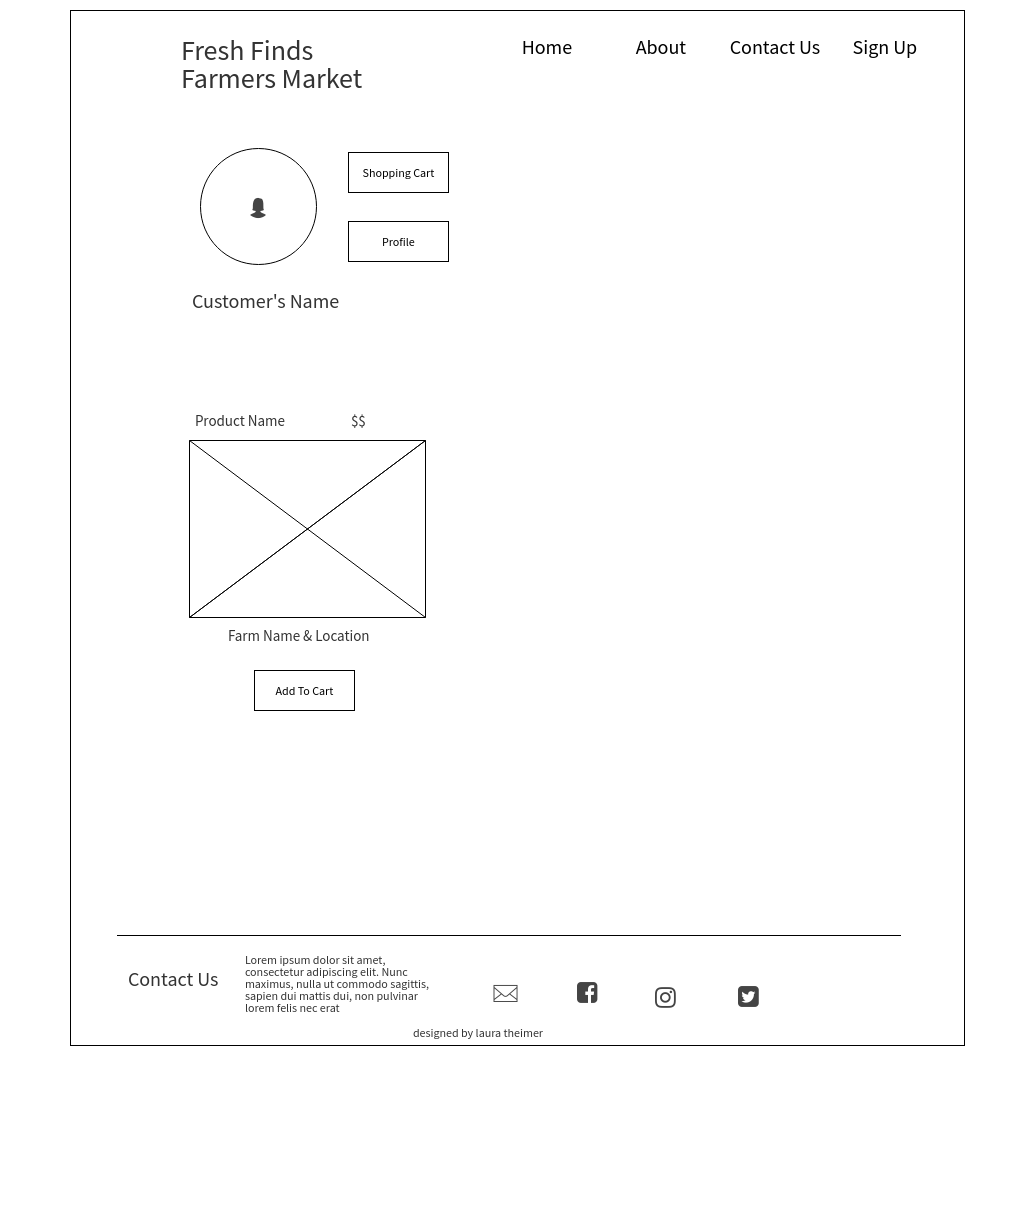 Fresh Finds
Farmers Market
Home
About
Contact Us
Sign Up
Shopping Cart
Profile
Customer's Name
Product Name
$$
Farm Name & Location
Add To Cart
Contact Us
Lorem ipsum dolor sit amet,
consectetur adipiscing elit. Nunc
maximus, nulla ut commodo sagittis,
sapien dui mattis dui, non pulvinar
lorem felis nec erat
designed by laura theimer